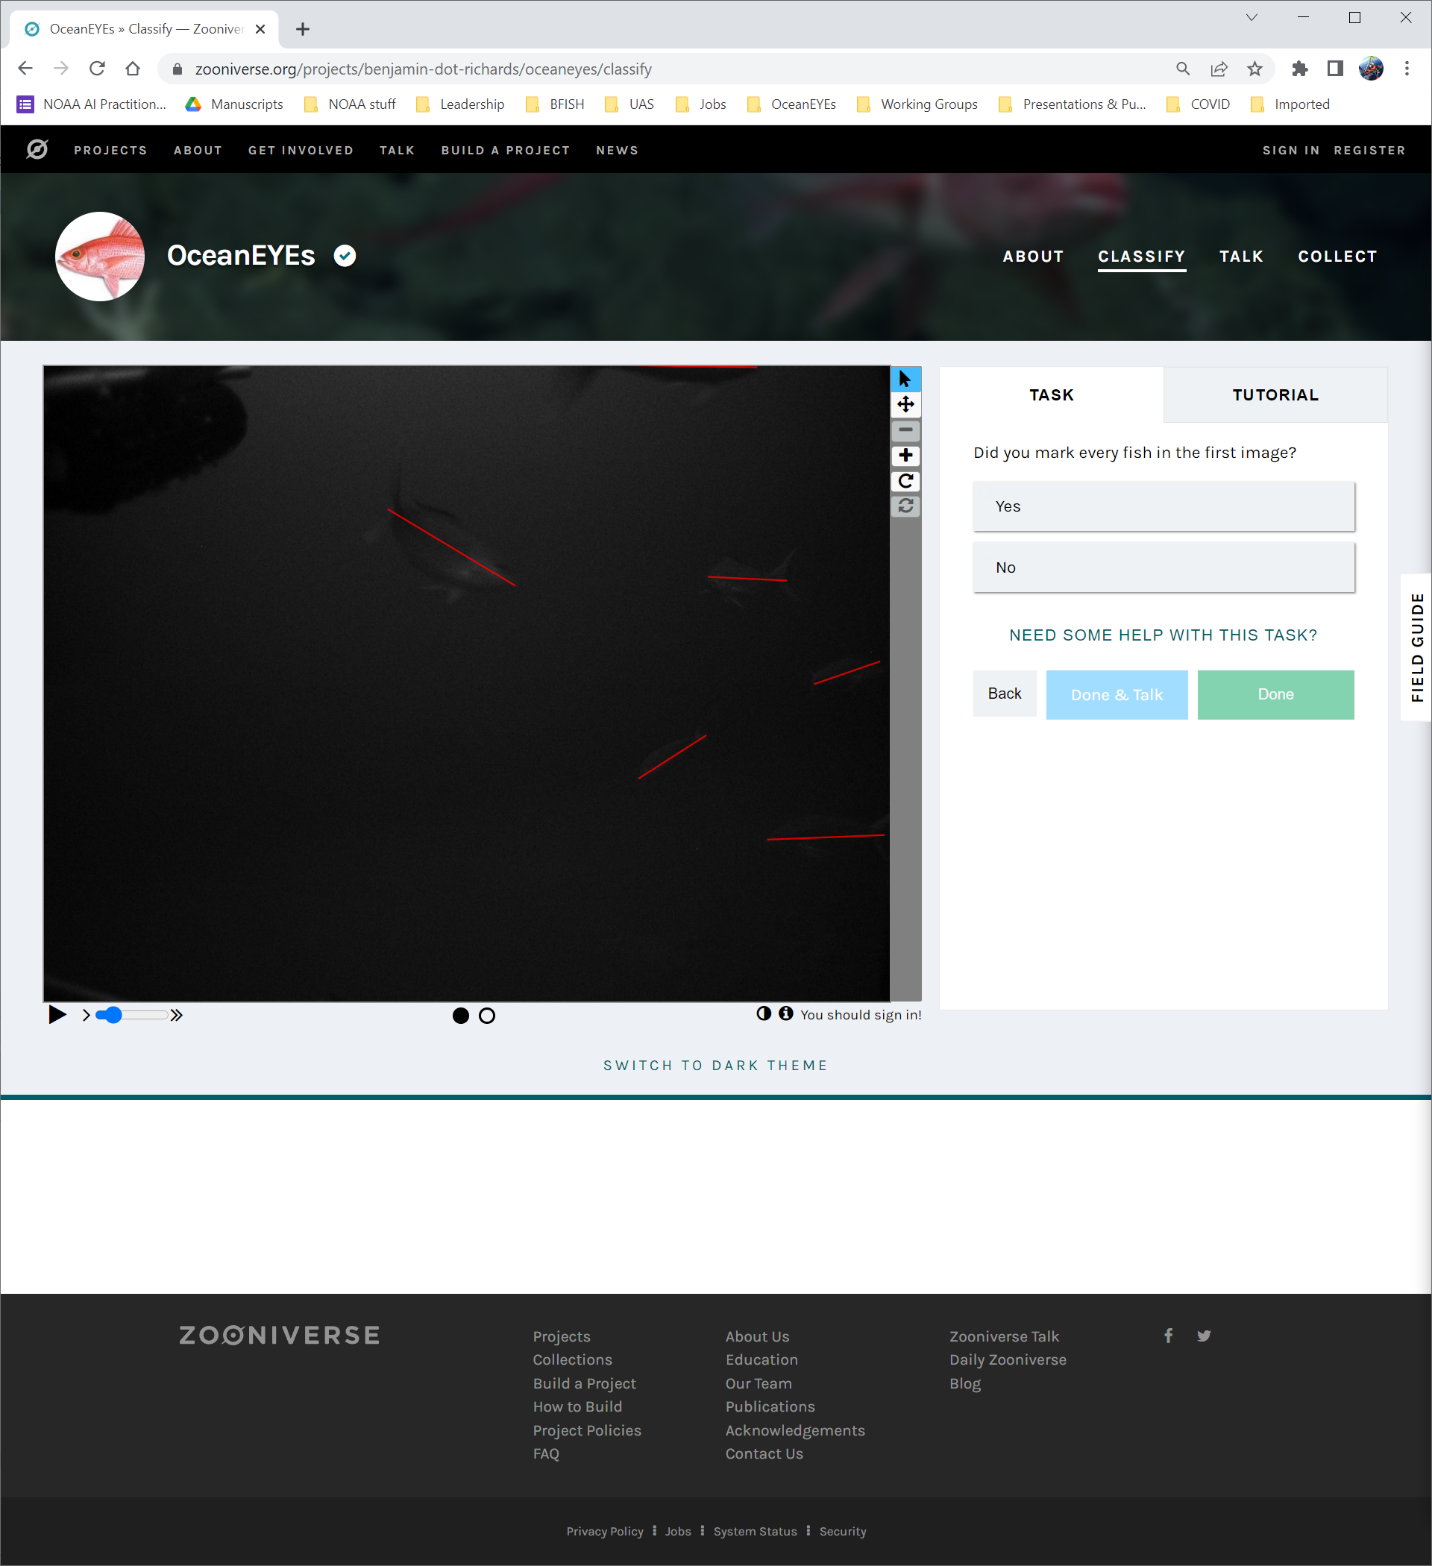 OceanEYEs » Classify — Zooniver
zooniverse.org/projects/benjamin-dot-richards/oceaneyes/classify
NOAA AI Practition... Manuscripts NOAA stuff Leadership BFISH UAS Jobs OceanEYEs Working Groups Presentations & Pu... COVID Imported
PROJECTS ABOUT GET INVOLVED TALK BUILD A PROJECT NEWS SIGN IN REGISTER
OceanEYEs ABOUT CLASSIFY TALK COLLECT
TASK TUTORIAL
Did you mark every fish in the first image?
Yes
No
NEED SOME HELP WITH THIS TASK?
Back Done & Talk Done
FIELD GUIDE
You should sign in!
SWITCH TO DARK THEME
ZOONIVERSE
Projects
Collections
Build a Project
How to Build
Project Policies
FAQ
About Us
Education
Our Team
Publications
Acknowledgements
Contact Us
Zooniverse Talk
Daily Zooniverse
Blog
Privacy Policy Jobs System Status Security